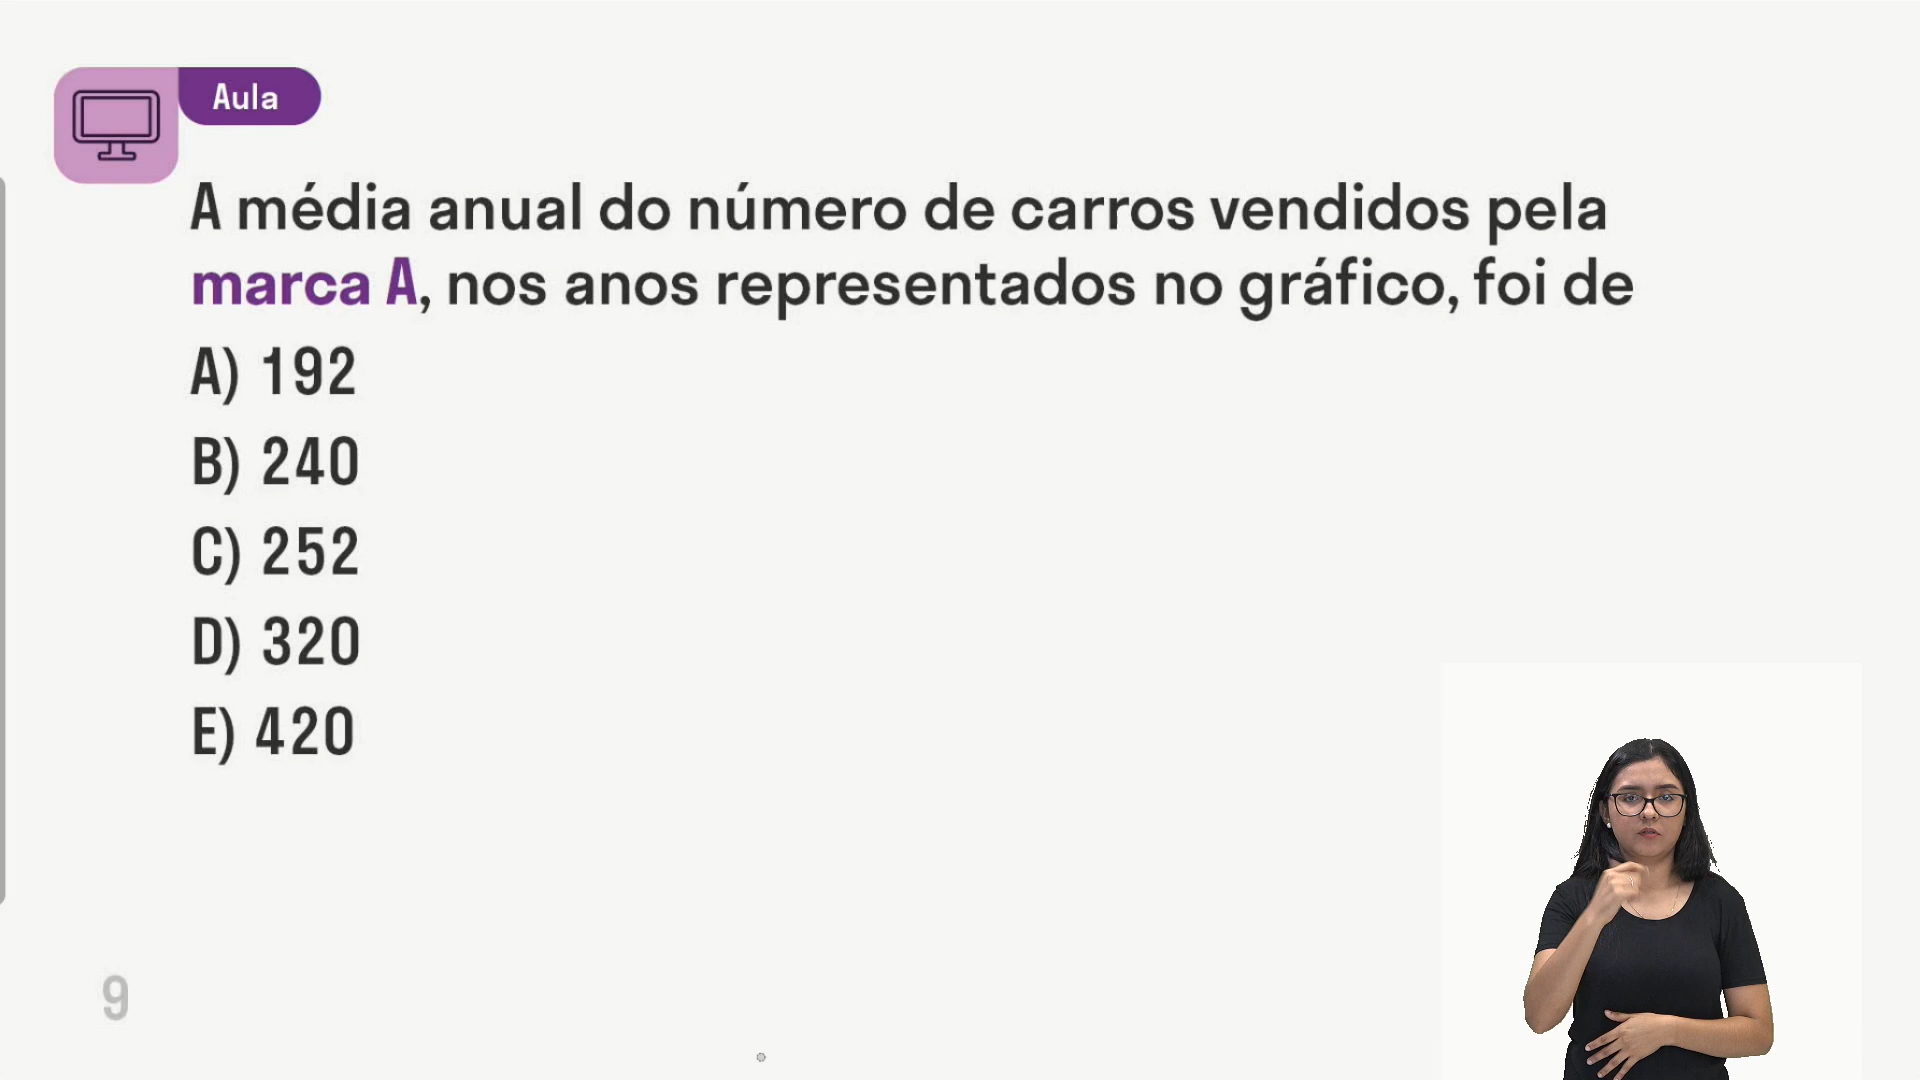 Aula
A média anual do número de carros vendidos pela
marca A, nos anos representados no gráfico, foi de
A) 192
B) 240
C) 252
D) 320
E) 420
9